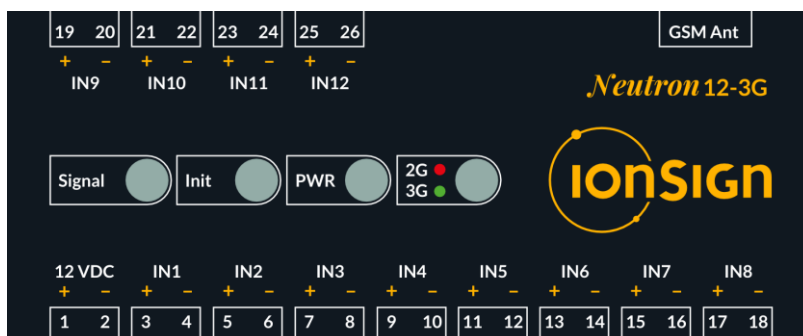 19 20 21 22 23 24 25 26 GSM Ant
+ − + − + − + −
IN9 IN10 IN11 IN12
Neutron 12-3G
Signal Init PWR 2G
3G
ionSign
12 VDC IN1 IN2 IN3 IN4 IN5 IN6 IN7 IN8
+ − + − + − + − + − + − + − + − + −
1 2 3 4 5 6 7 8 9 10 11 12 13 14 15 16 17 18